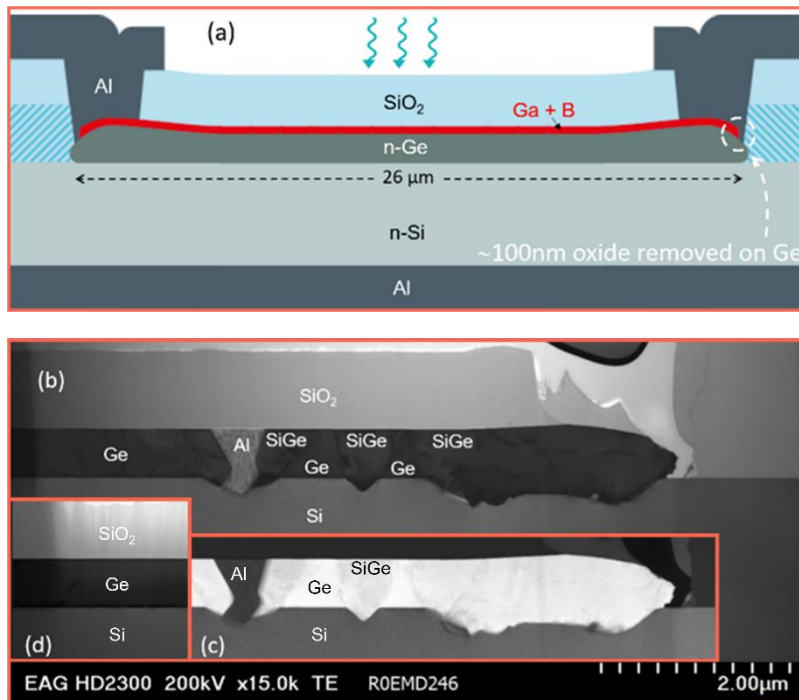 (a)
Al
SiO2
Ga + B
n-Ge
26 µm
n-Si
~100nm oxide removed on Ge
Al
(b)
SiO2
Al
SiGe
SiGe
SiGe
Ge
Ge
Ge
Si
SiO2
Al
SiGe
Ge
Ge
Si
Si
(d)
(c)
EAG HD2300 200kV x15.0k TE R0EMD246 2.00µm